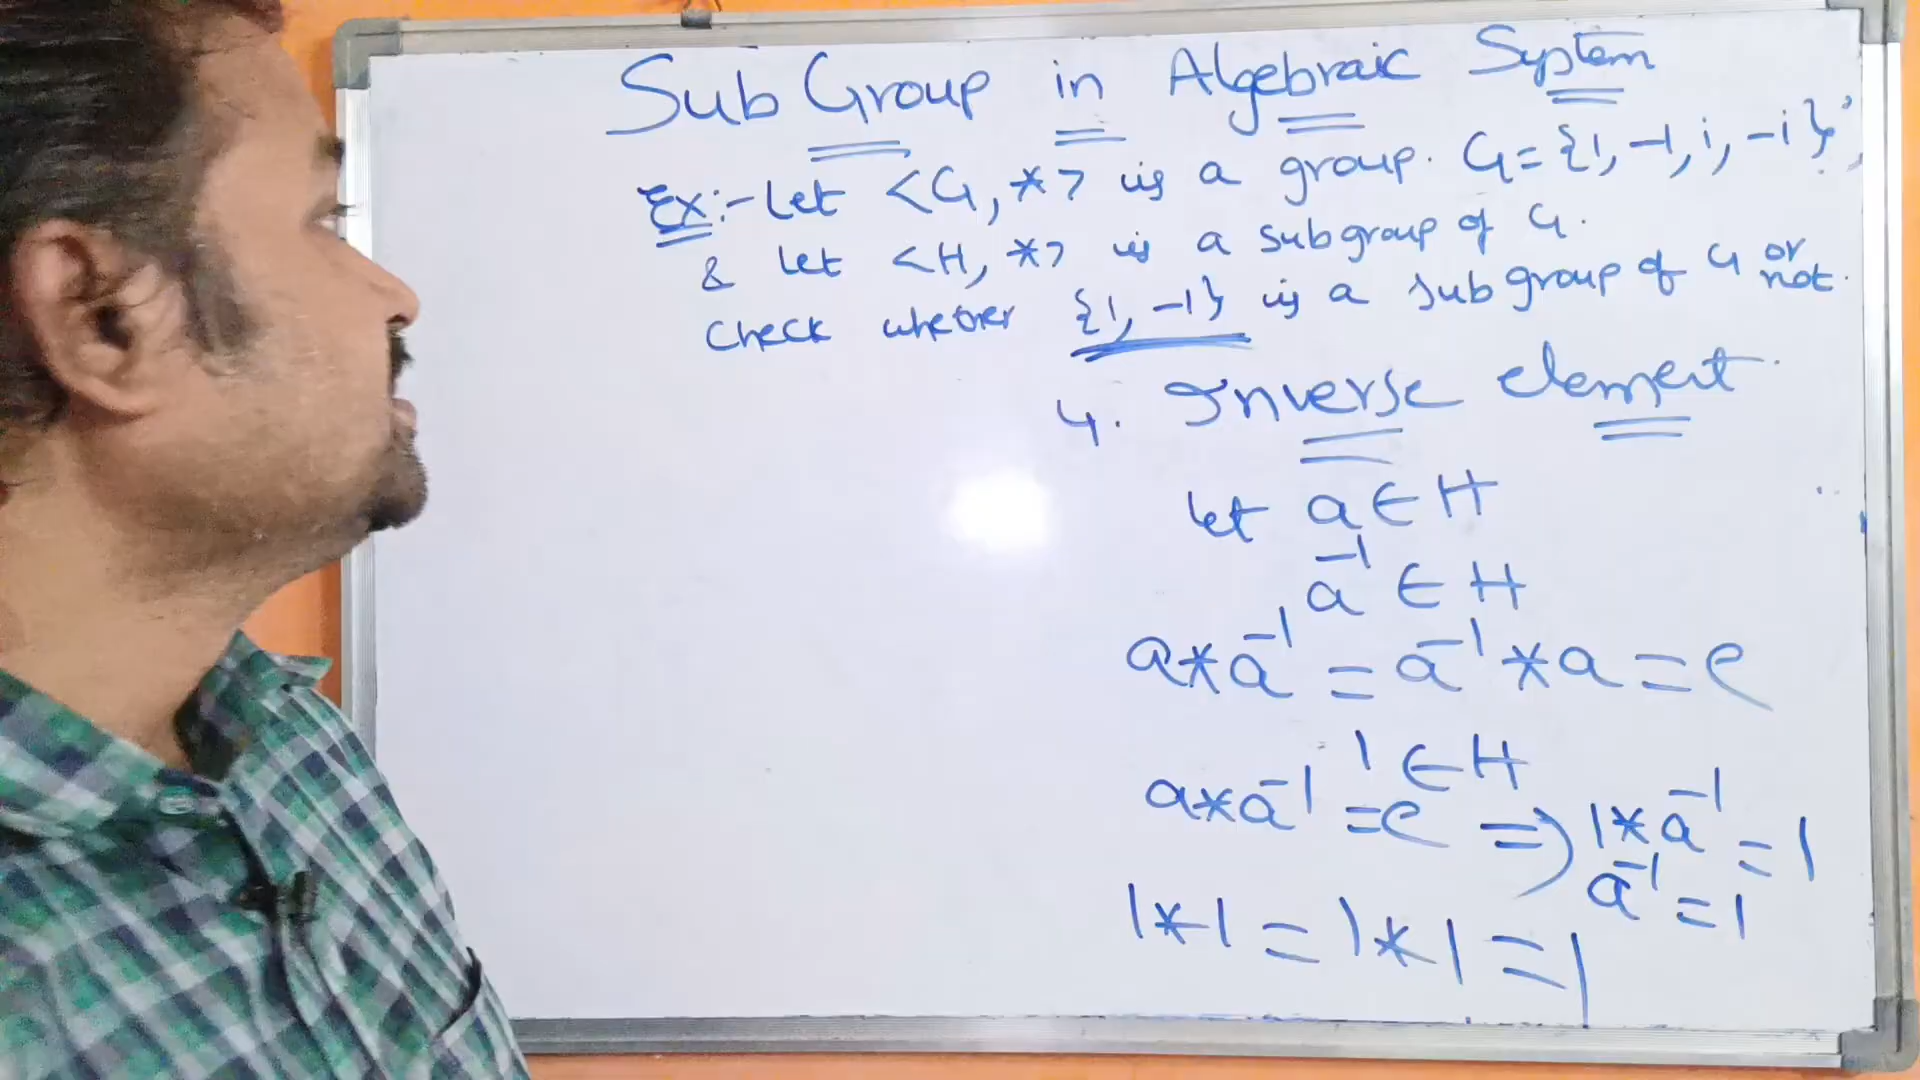 Sub Group in Algebraic System
Ex:- Let <G, *> is a group. G = {1, -1, i, -i},
& Let <H, *> is a subgroup of G.
Check whether {1, -1} is a subgroup of G or not.
4. Inverse element.
let a ∈ H
a⁻¹ ∈ H
a * a⁻¹ = a⁻¹ * a = e
1 ∈ H
a * a⁻¹ = e ⇒ 1 * a⁻¹ = 1
a⁻¹ = 1
1 * 1 = 1 * 1 = 1